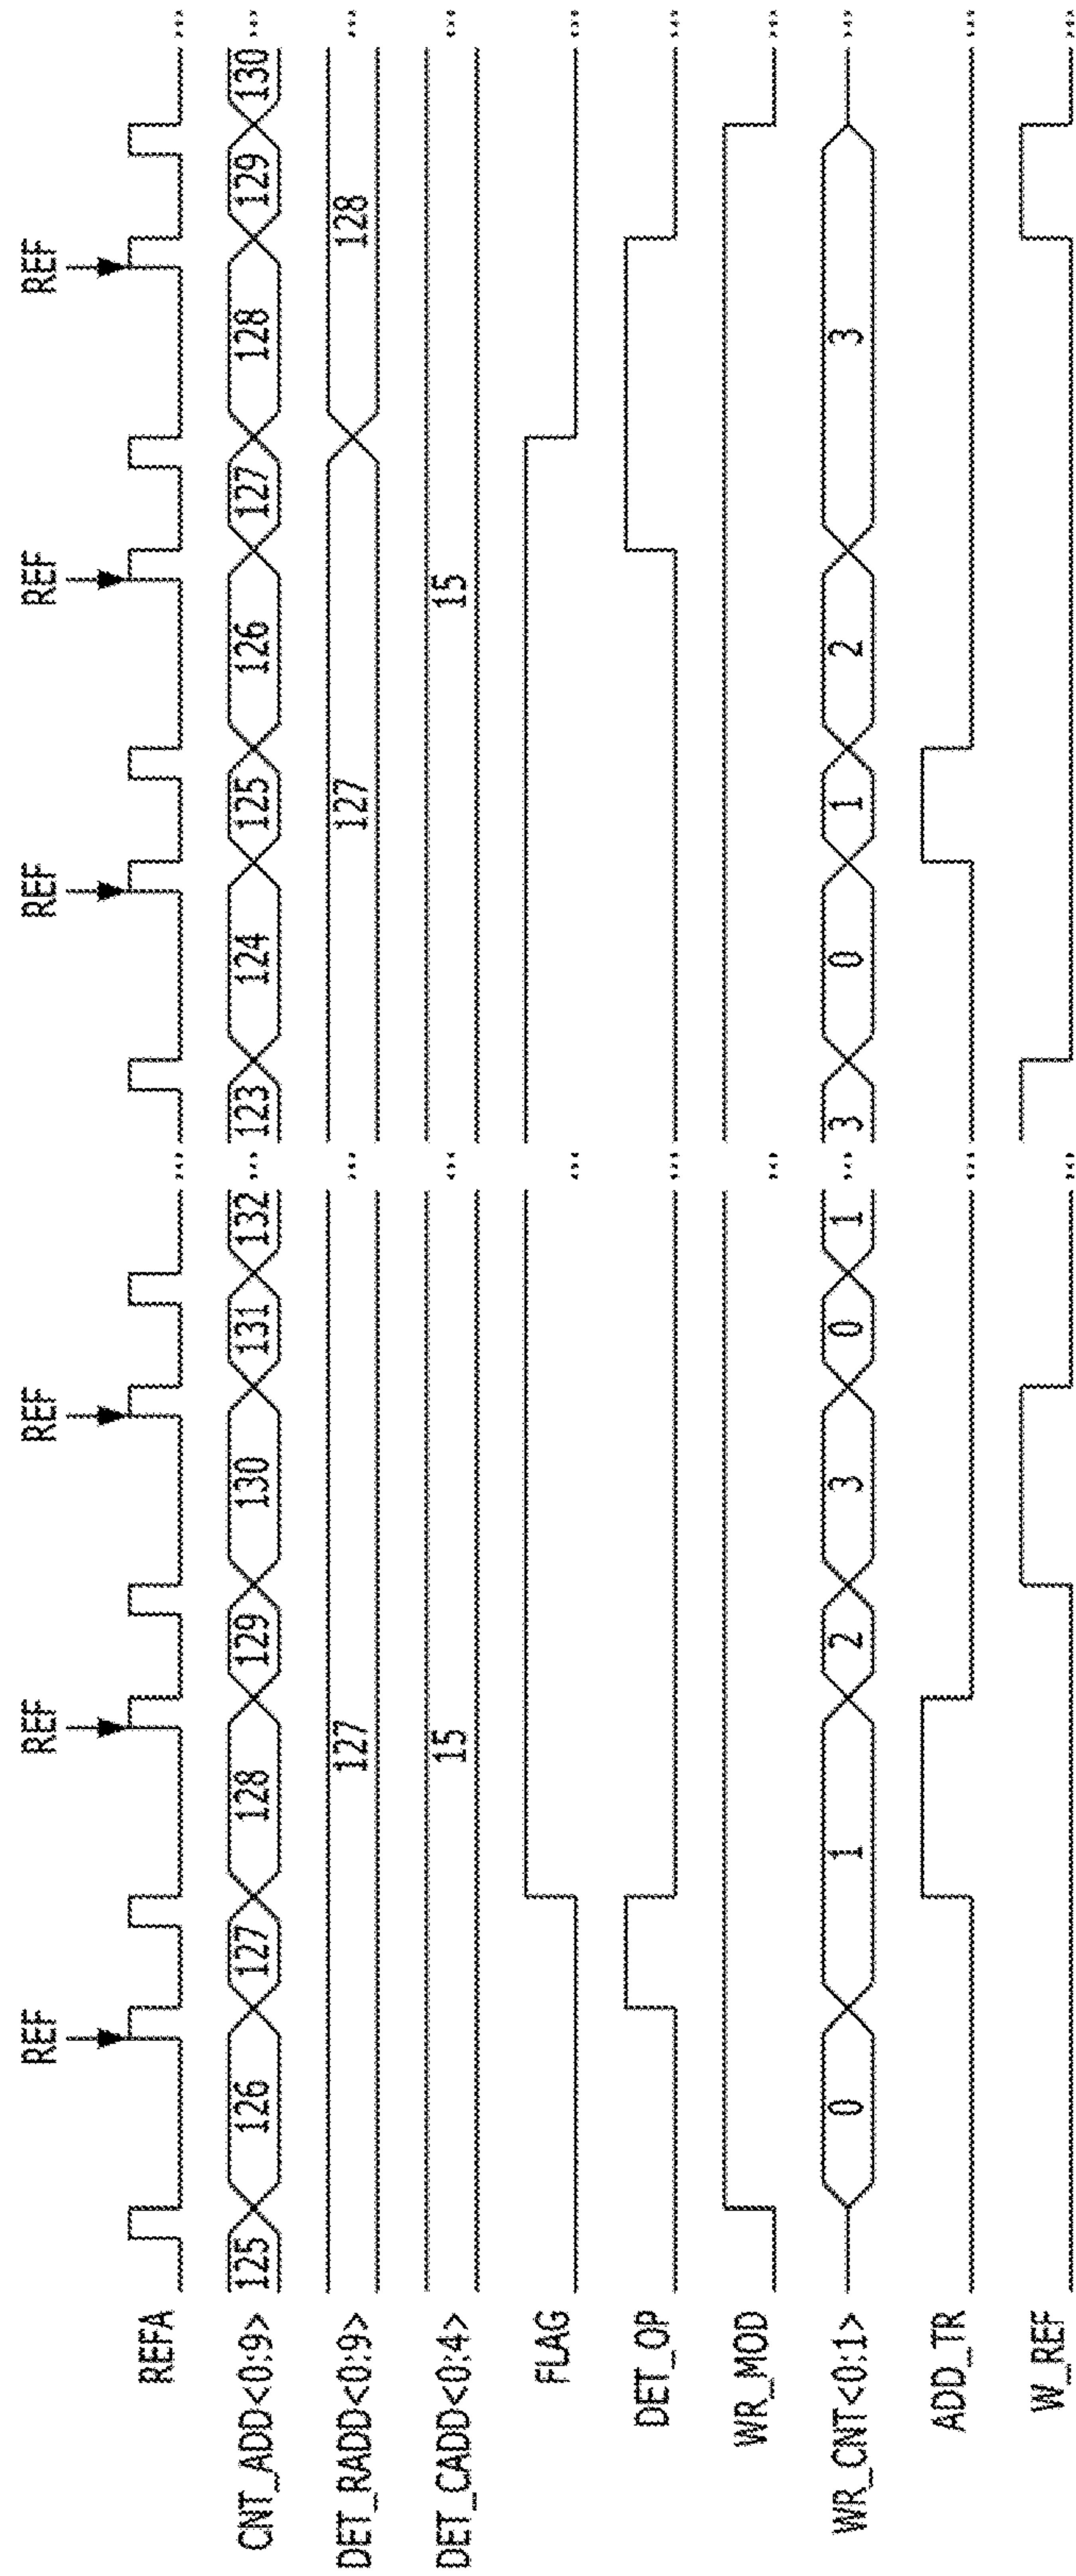 REF REF REF REF REF REF
REFA ... ...
CNT_ADD<0:9> 125 126 127 128 129 130 131 132 ... 123 124 125 126 127 128 129 130 ...
DET_RADD<0:9> 127 ... 127 128 ...
DET_CADD<0:4> 15 ... 15 ...
FLAG ... ...
DET_OP ... ...
WR_MOD ... ...
WR_CNT<0:1> 0 1 2 3 0 1 ... 3 0 1 2 3 ...
ADD_TR ... ...
W_REF ... ...